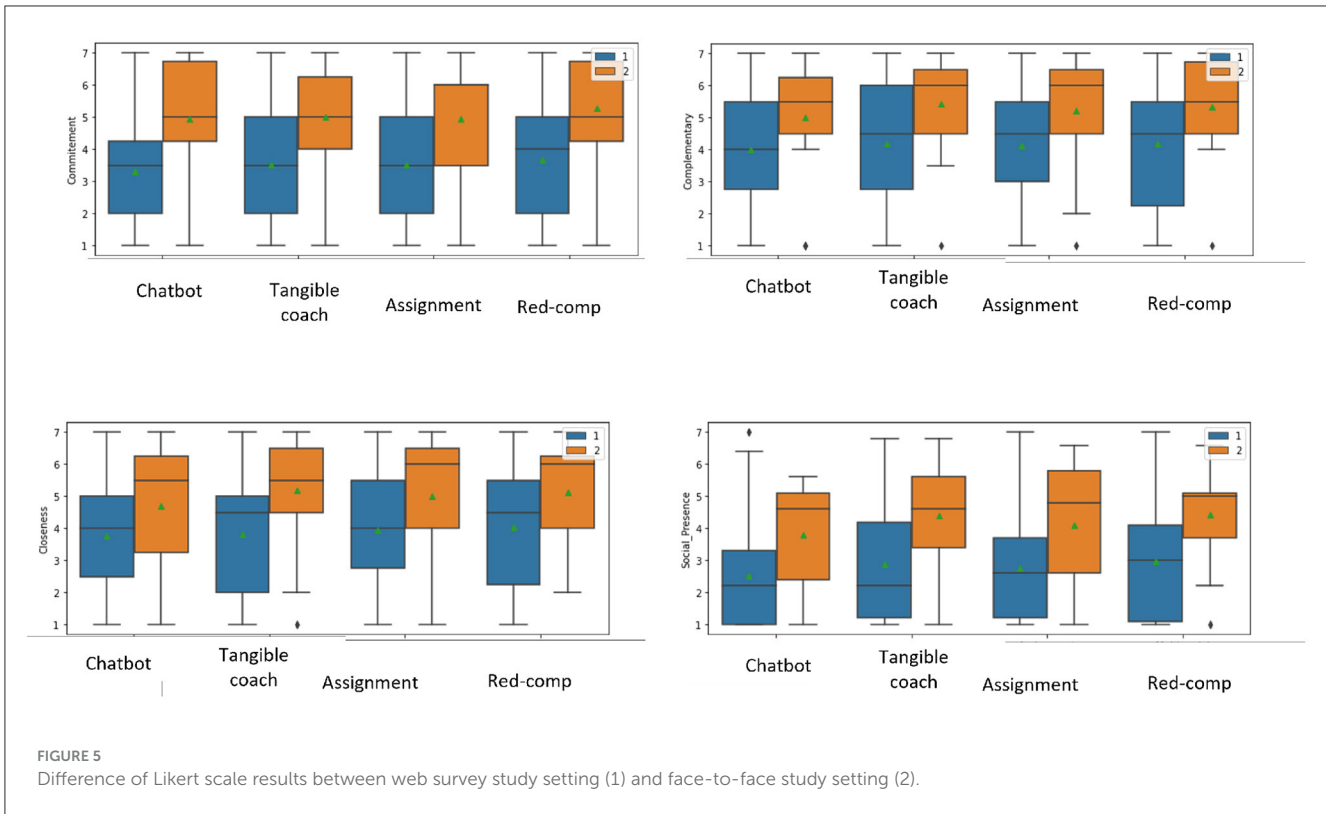 7
6
5
4
3
2
1
Commitement
1
2
Chatbot
Tangible
coach
Assignment
Red-comp
7
6
5
4
3
2
1
Complementary
1
2
Chatbot
Tangible
coach
Assignment
Red-comp
7
6
5
4
3
2
1
Closeness
1
2
Chatbot
Tangible
coach
Assignment
Red-comp
7
6
5
4
3
2
1
Social_Presence
1
2
Chatbot
Tangible
coach
Assignment
Red-comp
FIGURE 5
Difference of Likert scale results between web survey study setting (1) and face-to-face study setting (2).